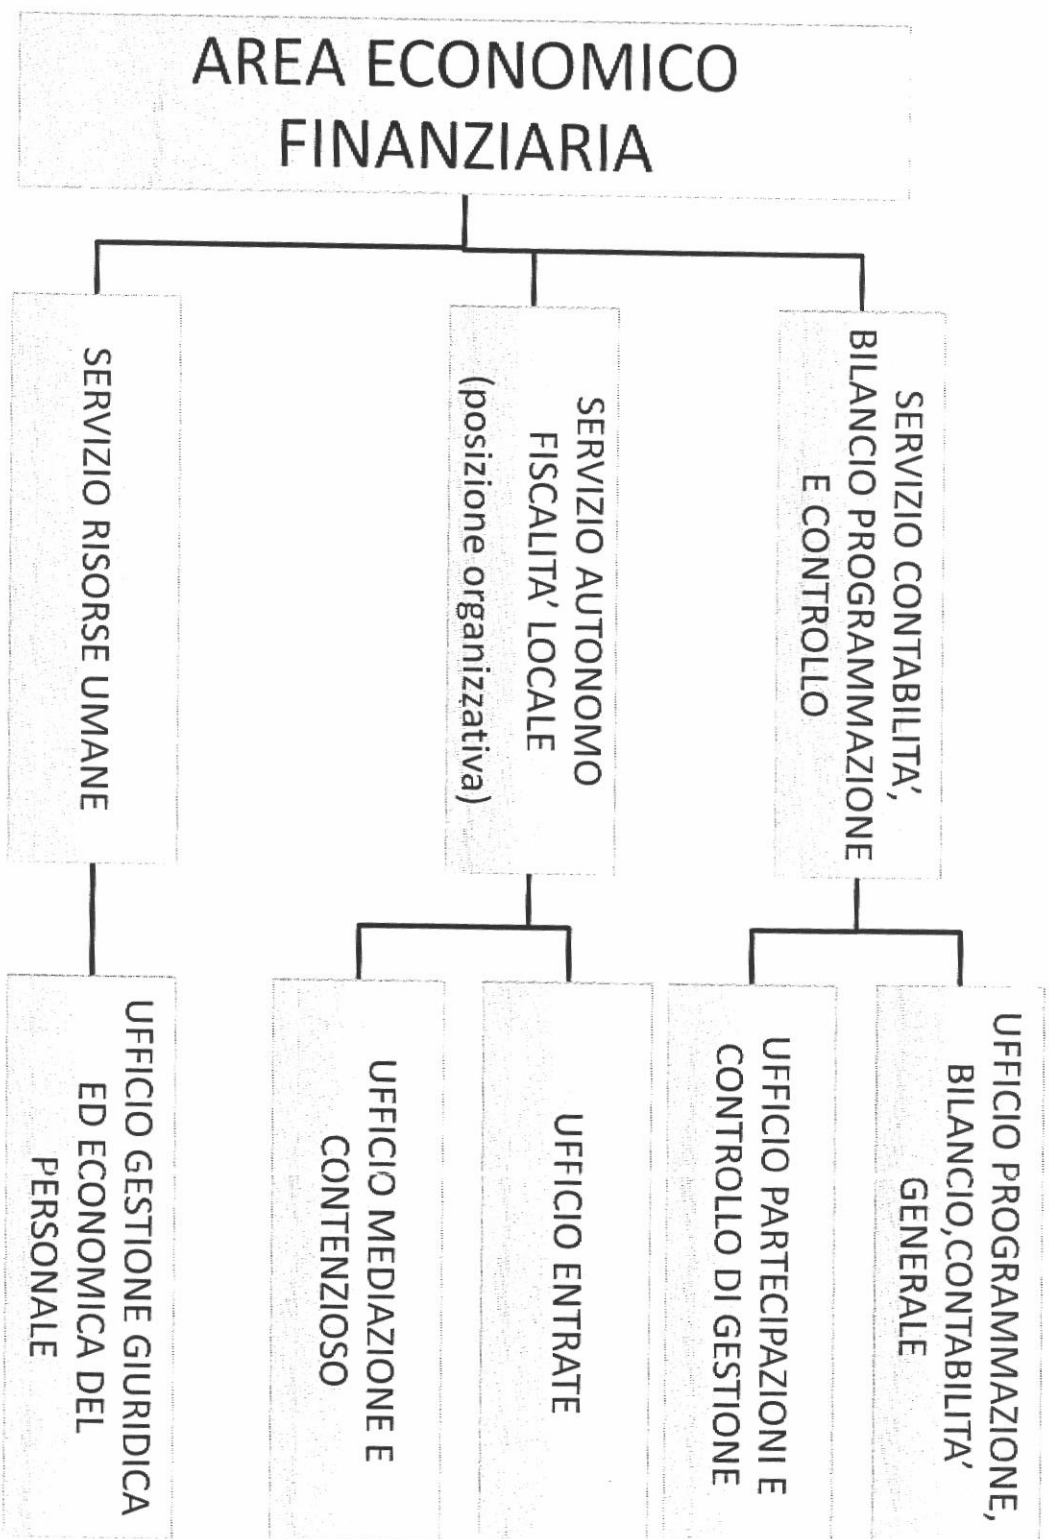 AREA ECONOMICO
FINANZIARIA
SERVIZIO CONTABILITA’,
BILANCIO PROGRAMMAZIONE
E CONTROLLO
UFFICIO PROGRAMMAZIONE,
BILANCIO,CONTABILITA’
GENERALE
UFFICIO PARTECIPAZIONI E
CONTROLLO DI GESTIONE
SERVIZIO AUTONOMO
FISCALITA’ LOCALE
(posizione organizzativa)
UFFICIO ENTRATE
UFFICIO MEDIAZIONE E
CONTENZIOSO
SERVIZIO RISORSE UMANE
UFFICIO GESTIONE GIURIDICA
ED ECONOMICA DEL
PERSONALE